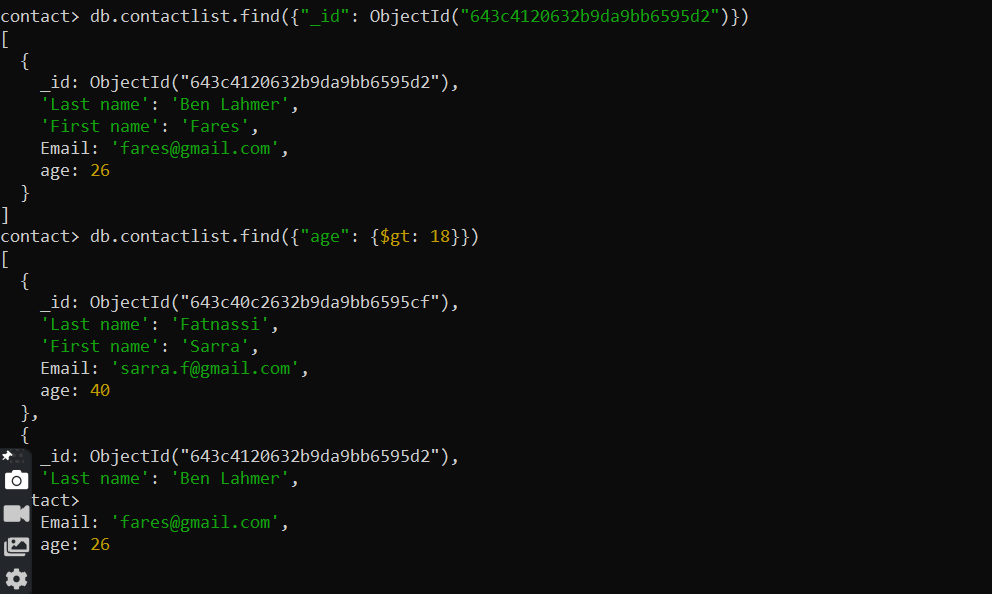 contact> db.contactlist.find({"_id": ObjectId("643c4120632b9da9bb6595d2")})
[
  {
    _id: ObjectId("643c4120632b9da9bb6595d2"),
    'Last name': 'Ben Lahmer',
    'First name': 'Fares',
    Email: 'fares@gmail.com',
    age: 26
  }
]
contact> db.contactlist.find({"age": {$gt: 18}})
[
  {
    _id: ObjectId("643c40c2632b9da9bb6595cf"),
    'Last name': 'Fatnassi',
    'First name': 'Sarra',
    Email: 'sarra.f@gmail.com',
    age: 40
  },
  {
    _id: ObjectId("643c4120632b9da9bb6595d2"),
    'Last name': 'Ben Lahmer',
tact>
    Email: 'fares@gmail.com',
    age: 26